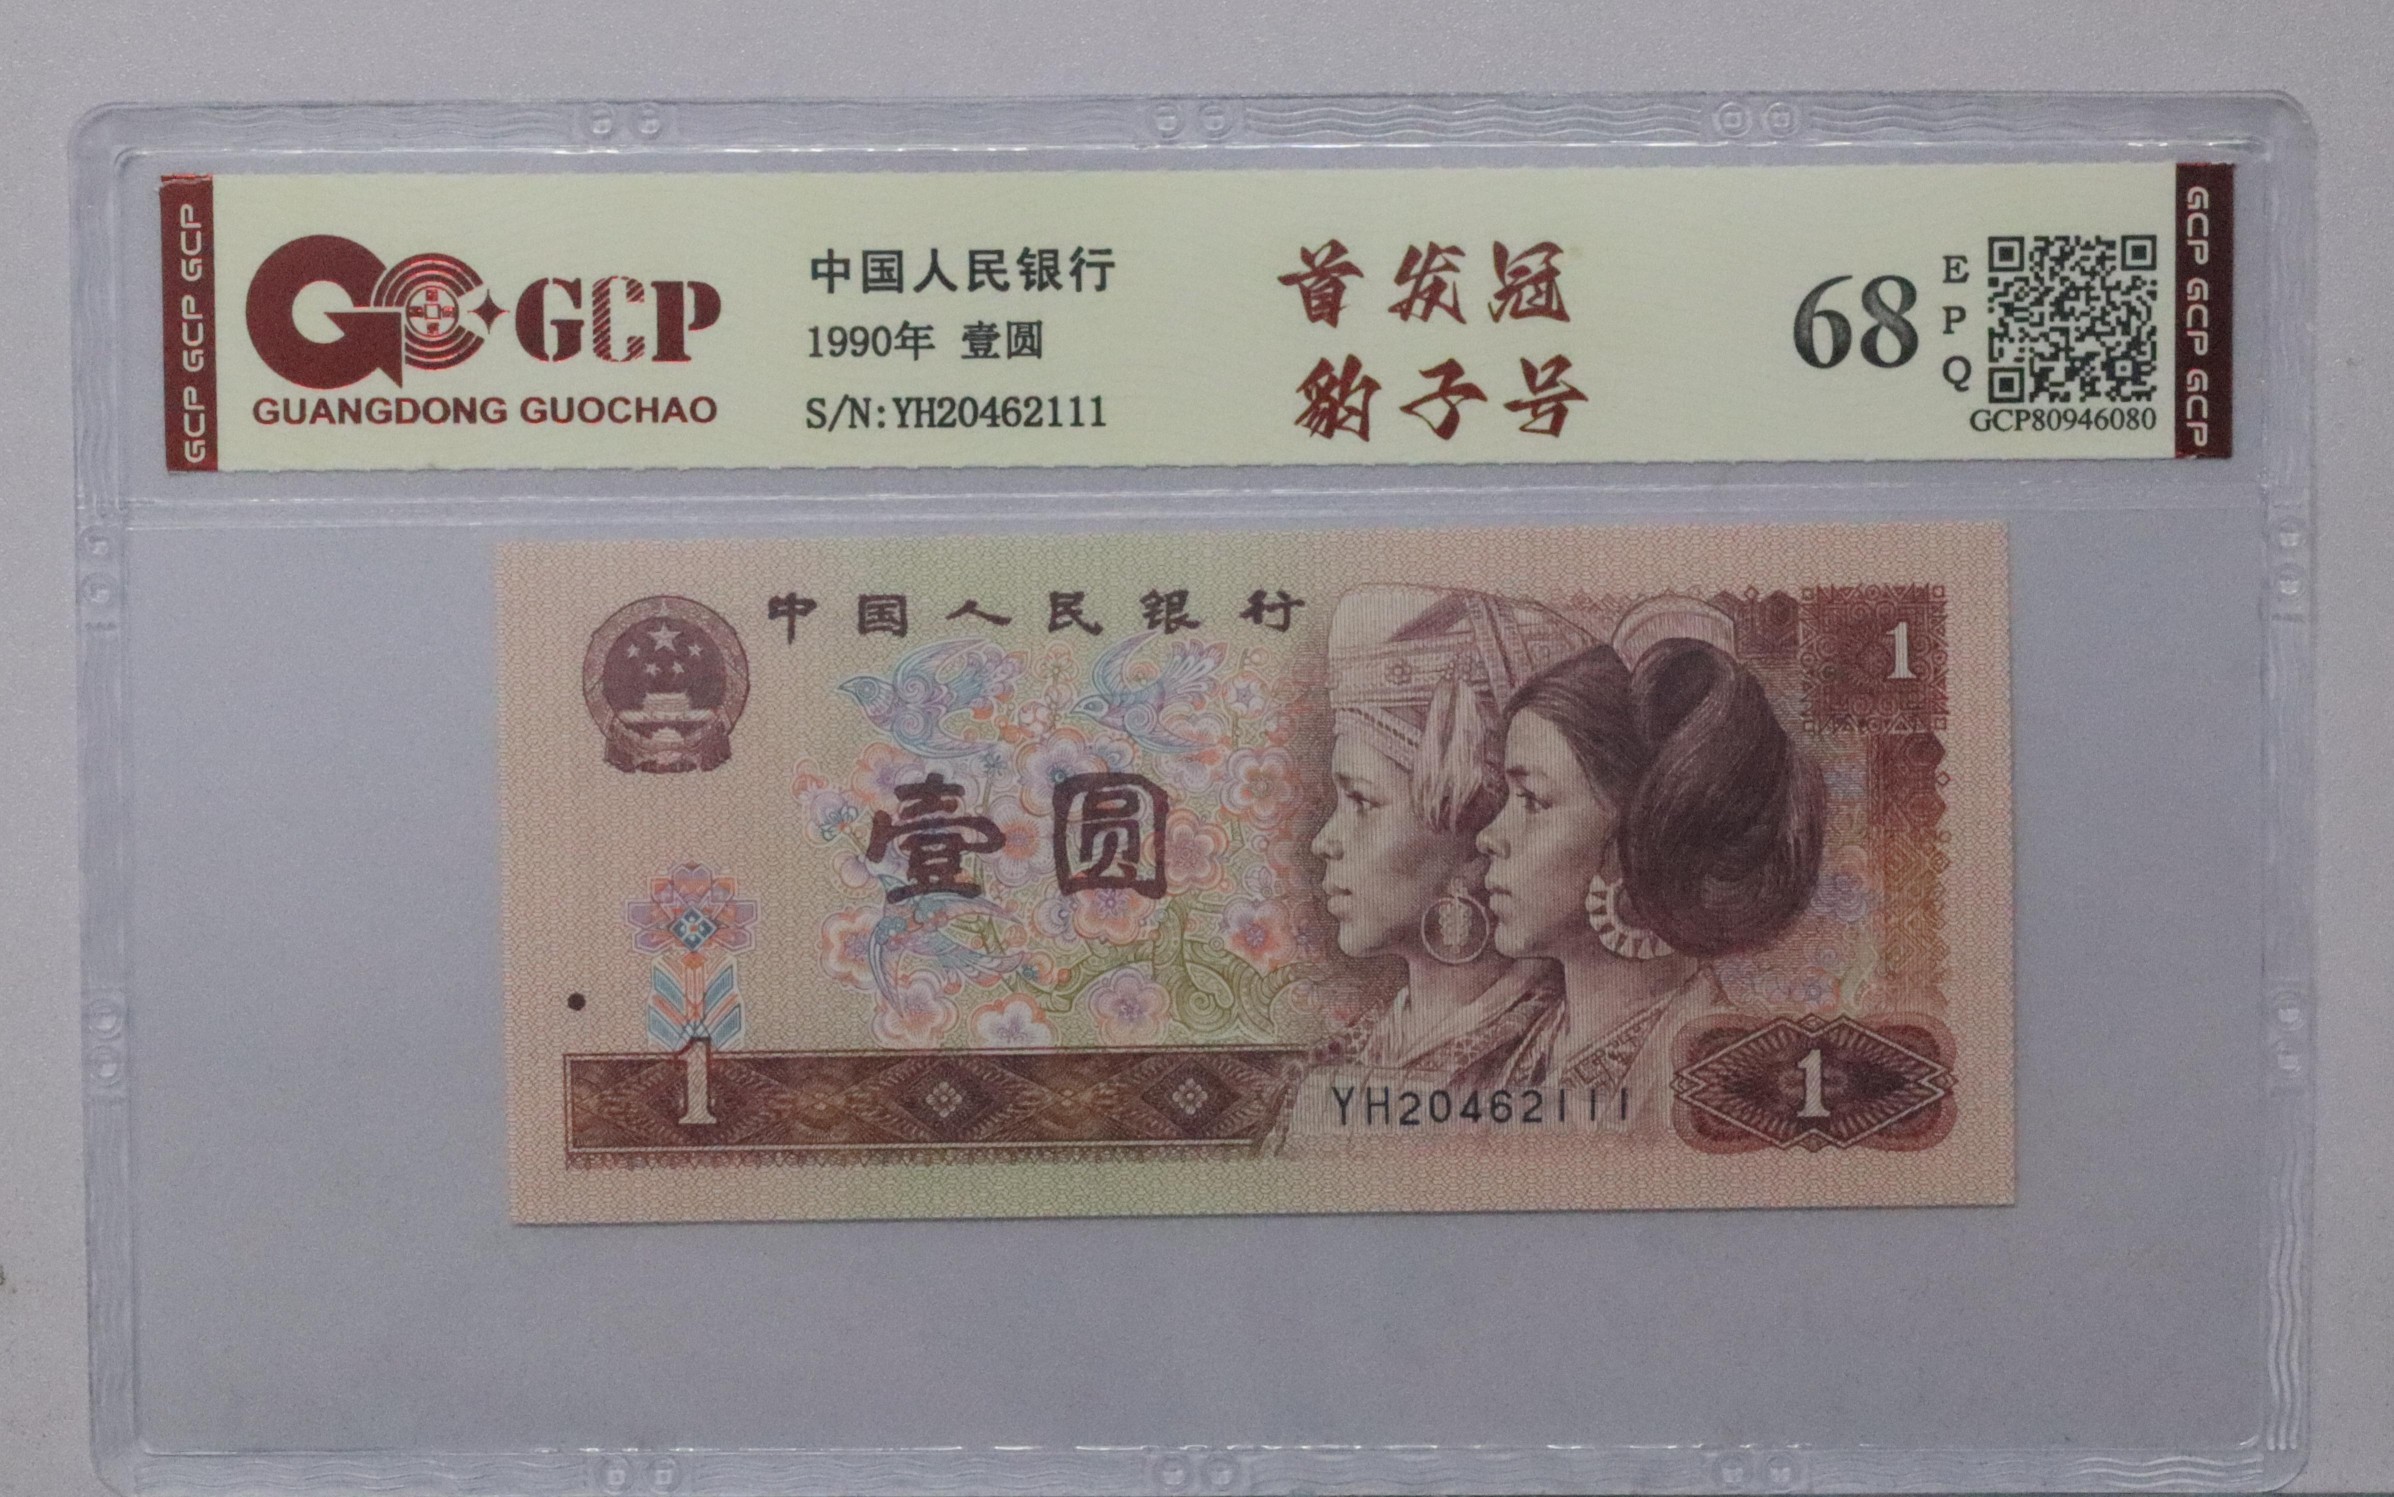 GCP GCP GCP
GCP
GUANGDONG GUOCHAO
中国人民银行
1990年 壹圆
S/N:YH20462111
首发冠
豹子号
68
E
P
Q
GCP80946080
GCP GCP GCP
中国人民银行
1
壹圆
1
YH20462111
1